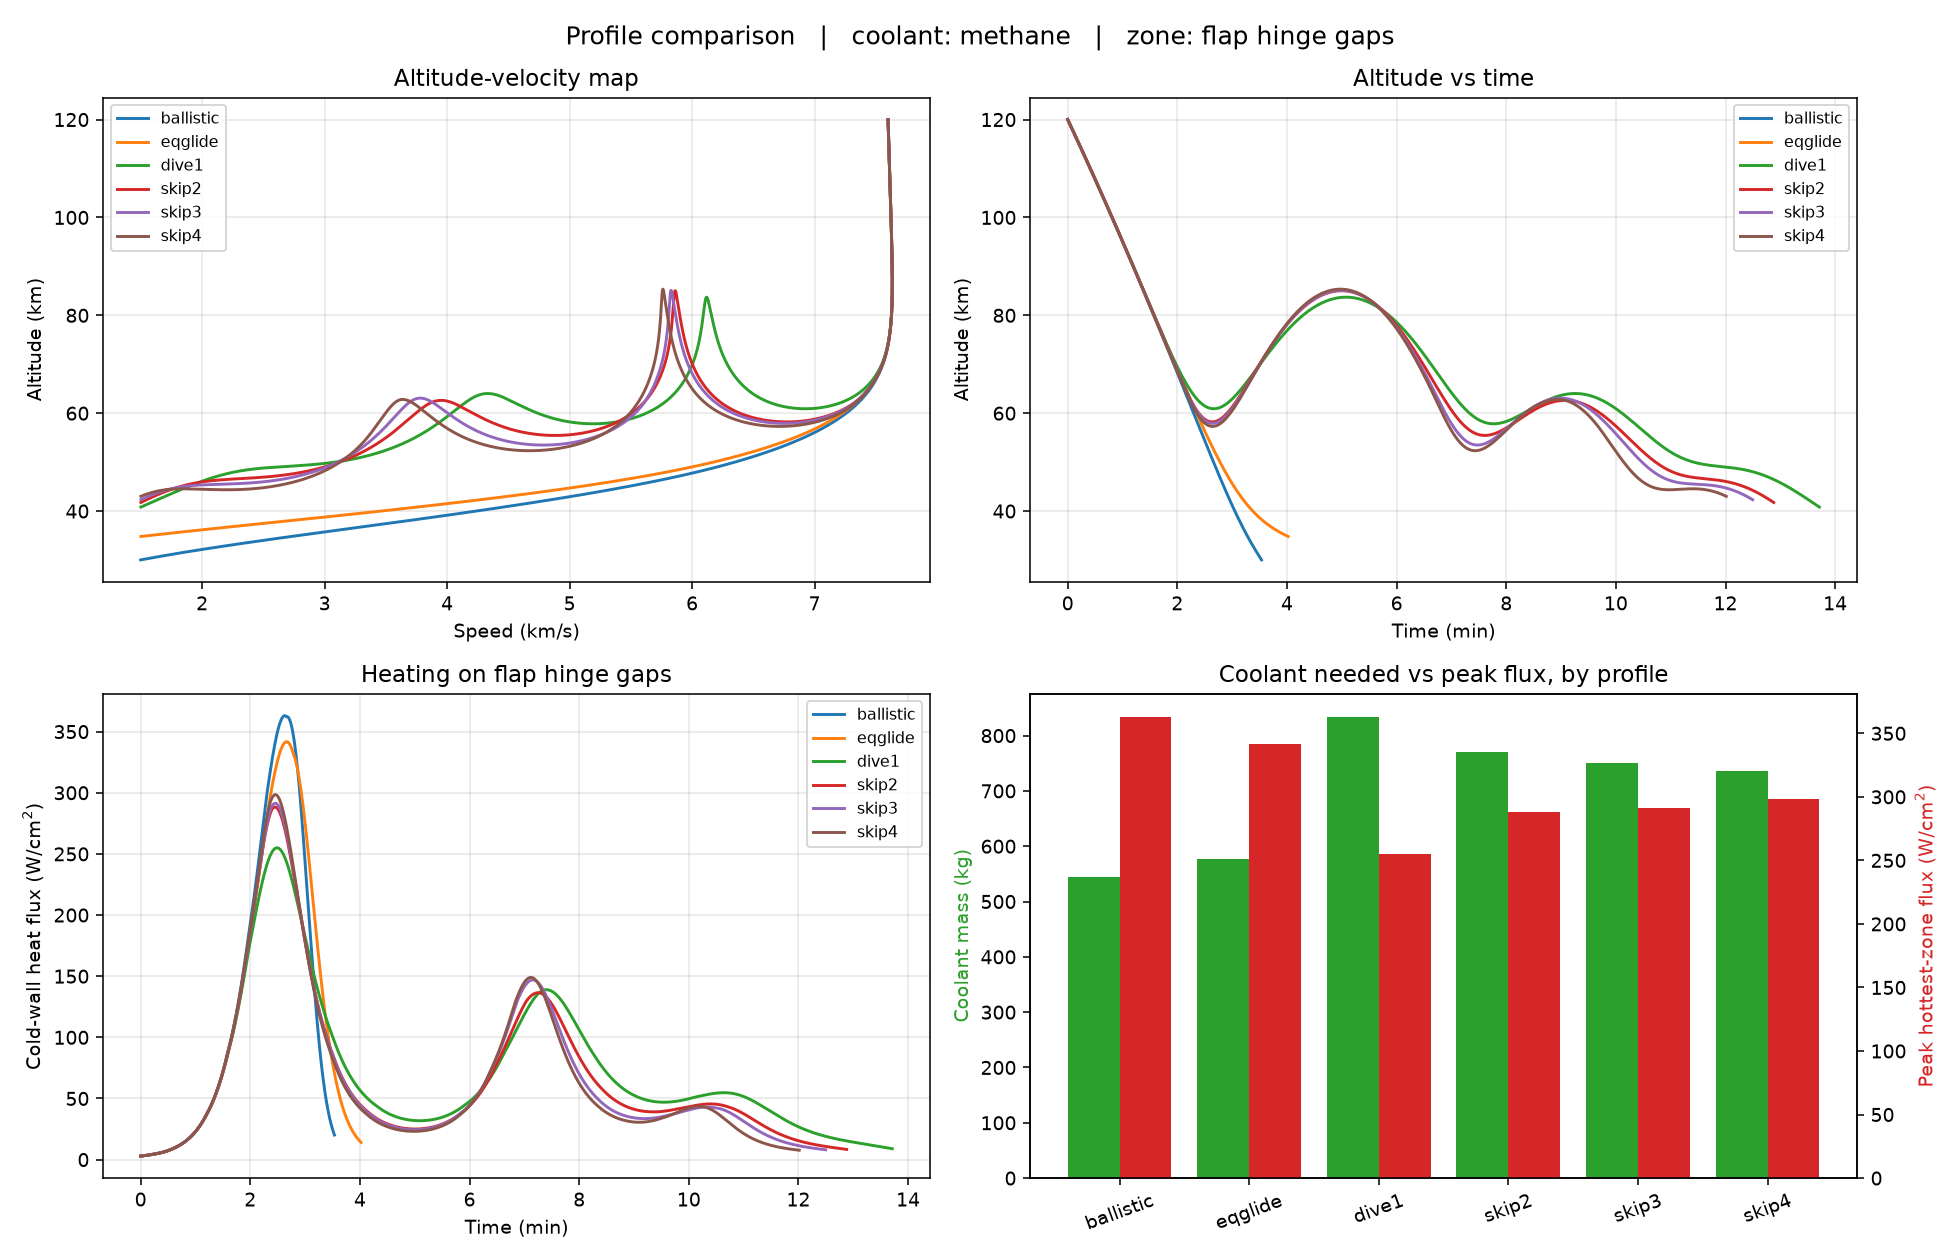 Profile comparison | coolant: methane | zone: flap hinge gaps
Altitude-velocity map
Altitude (km)
120
100
80
60
40
ballistic
eqglide
dive1
skip2
skip3
skip4
2 3 4 5 6 7
Speed (km/s)
Altitude vs time
Altitude (km)
120
100
80
60
40
ballistic
eqglide
dive1
skip2
skip3
skip4
0 2 4 6 8 10 12 14
Time (min)
Heating on flap hinge gaps
Cold-wall heat flux (W/cm²)
350
300
250
200
150
100
50
0
ballistic
eqglide
dive1
skip2
skip3
skip4
0 2 4 6 8 10 12 14
Time (min)
Coolant needed vs peak flux, by profile
Coolant mass (kg)
800
700
600
500
400
300
200
100
0
350
300
250
200
150
100
50
0
Peak hottest-zone flux (W/cm²)
ballistic eqglide dive1 skip2 skip3 skip4